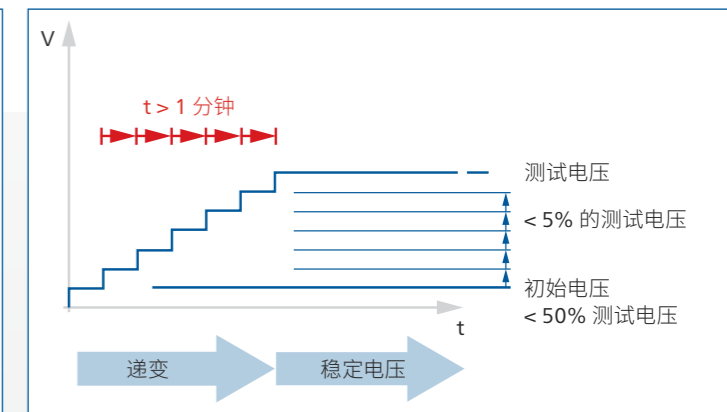 V
t > 1 分钟
测试电压
< 5% 的测试电压
初始电压
< 50% 测试电压
t
递变
稳定电压